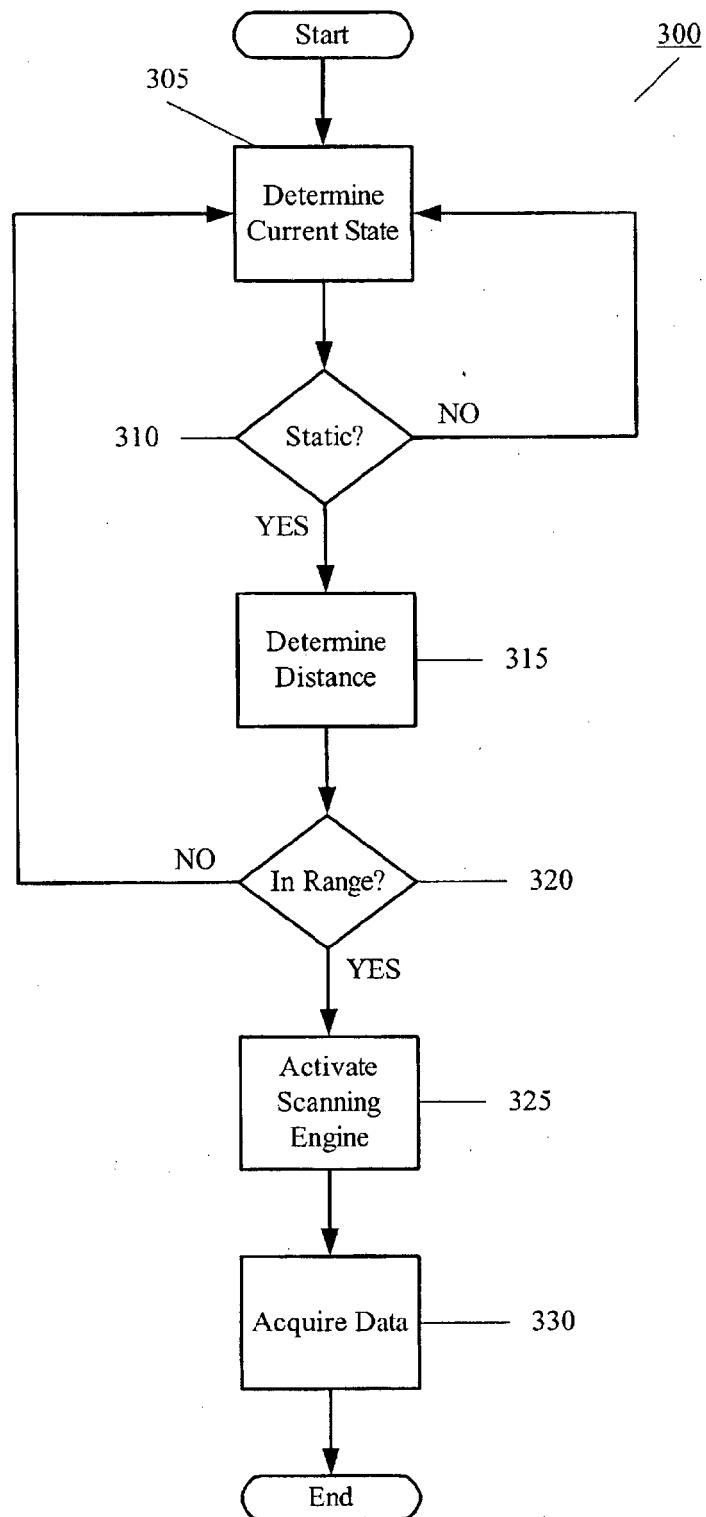 Start
300
305
Determine
Current State
310
Static?
NO
YES
Determine
Distance
315
NO
In Range?
320
YES
Activate
Scanning
Engine
325
Acquire Data
330
End